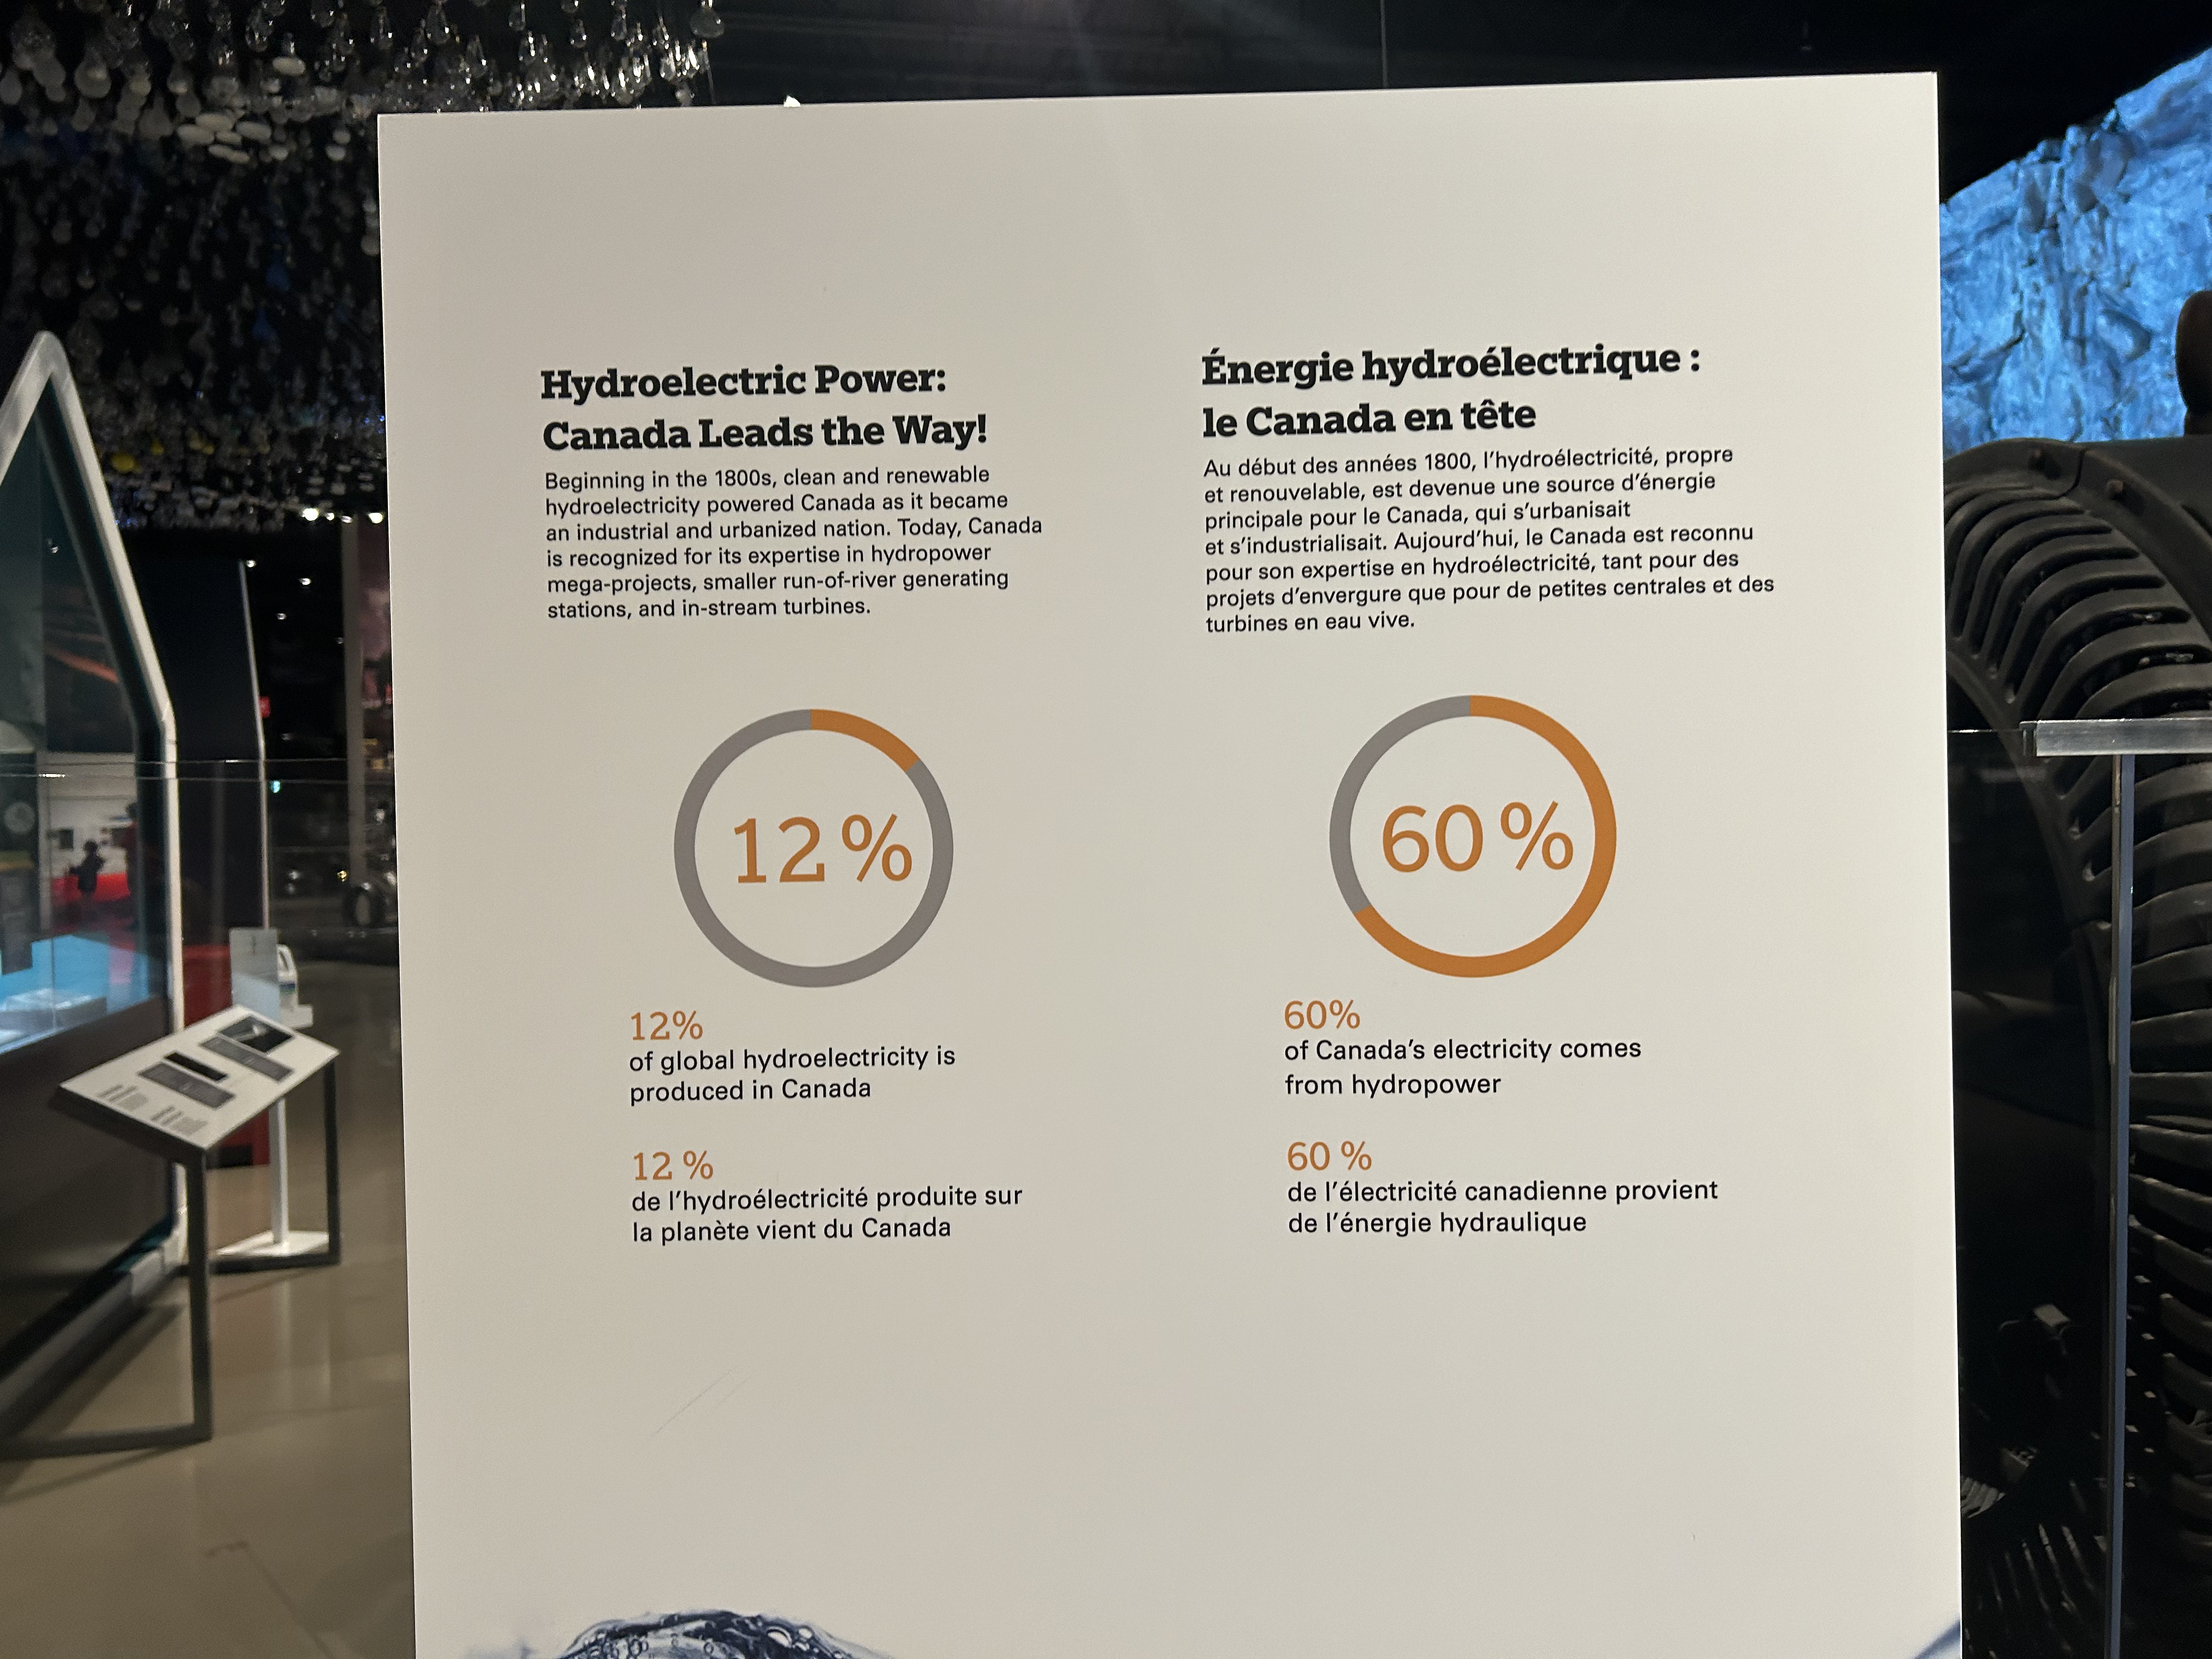 Hydroelectric Power:
Canada Leads the Way!
Beginning in the 1800s, clean and renewable
hydroelectricity powered Canada as it became
an industrial and urbanized nation. Today, Canada
is recognized for its expertise in hydropower
mega-projects, smaller run-of-river generating
stations, and in-stream turbines.
12 %
12%
of global hydroelectricity is
produced in Canada
12 %
de l'hydroélectricité produite sur
la planète vient du Canada
Énergie hydroélectrique :
le Canada en tête
Au début des années 1800, l'hydroélectricité, propre
et renouvelable, est devenue une source d'énergie
principale pour le Canada, qui s'urbanisait
et s'industrialisait. Aujourd'hui, le Canada est reconnu
pour son expertise en hydroélectricité, tant pour des
projets d'envergure que pour de petites centrales et des
turbines en eau vive.
60 %
60%
of Canada's electricity comes
from hydropower
60 %
de l'électricité canadienne provient
de l'énergie hydraulique